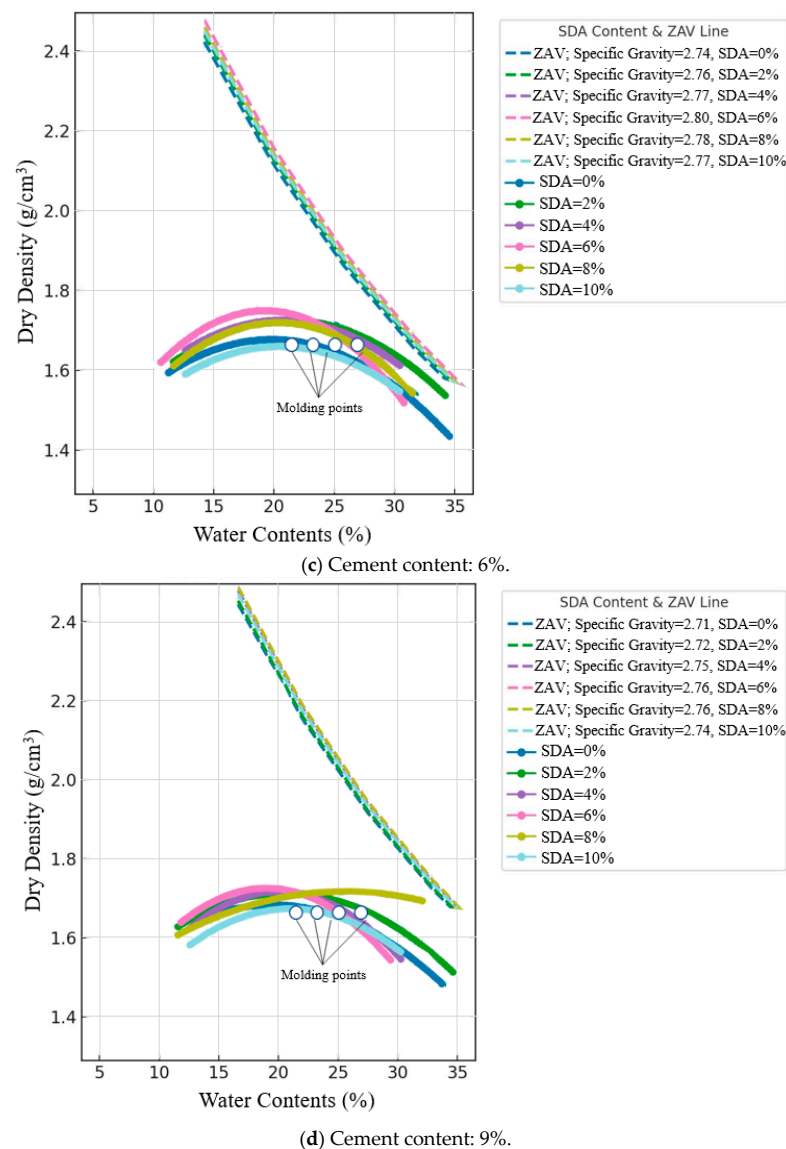 SDA Content & ZAV Line
ZAV; Specific Gravity=2.74, SDA=0%
ZAV; Specific Gravity=2.76, SDA=2%
ZAV; Specific Gravity=2.77, SDA=4%
ZAV; Specific Gravity=2.80, SDA=6%
ZAV; Specific Gravity=2.78, SDA=8%
ZAV; Specific Gravity=2.77, SDA=10%
SDA=0%
SDA=2%
SDA=4%
SDA=6%
SDA=8%
SDA=10%
Dry Density (g/cm³)
2.4
2.2
2.0
1.8
1.6
1.4
Molding points
5 10 15 20 25 30 35
Water Contents (%)
(c) Cement content: 6%.
SDA Content & ZAV Line
ZAV; Specific Gravity=2.71, SDA=0%
ZAV; Specific Gravity=2.72, SDA=2%
ZAV; Specific Gravity=2.75, SDA=4%
ZAV; Specific Gravity=2.76, SDA=6%
ZAV; Specific Gravity=2.76, SDA=8%
ZAV; Specific Gravity=2.74, SDA=10%
SDA=0%
SDA=2%
SDA=4%
SDA=6%
SDA=8%
SDA=10%
Dry Density (g/cm³)
2.4
2.2
2.0
1.8
1.6
1.4
Molding points
5 10 15 20 25 30 35
Water Contents (%)
(d) Cement content: 9%.